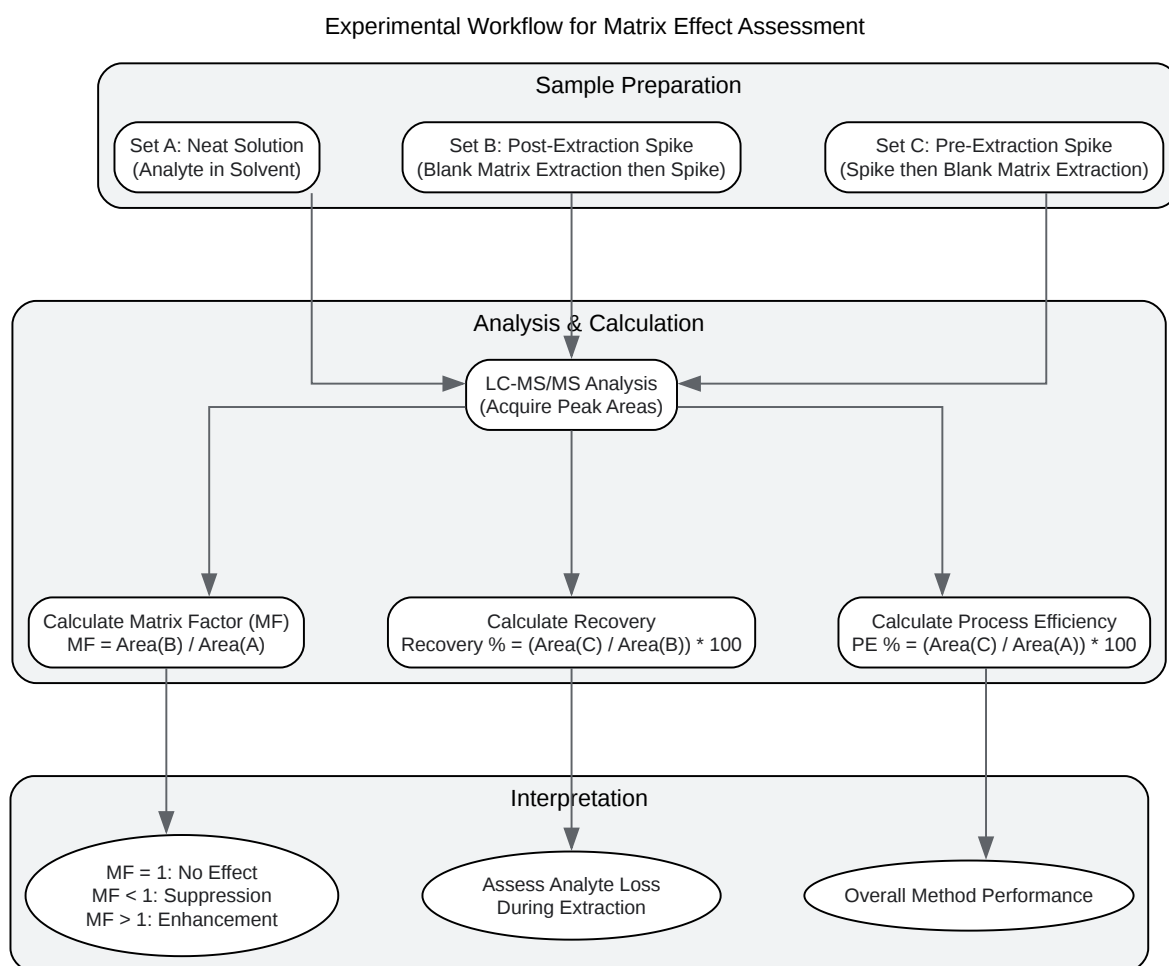 Experimental Workflow for Matrix Effect Assessment
Sample Preparation
Set A: Neat Solution
(Analyte in Solvent)
Set B: Post-Extraction Spike
(Blank Matrix Extraction then Spike)
Set C: Pre-Extraction Spike
(Spike then Blank Matrix Extraction)
Analysis & Calculation
LC-MS/MS Analysis
(Acquire Peak Areas)
Calculate Matrix Factor (MF)
MF = Area(B) / Area(A)
Calculate Recovery
Recovery % = (Area(C) / Area(B)) * 100
Calculate Process Efficiency
PE % = (Area(C) / Area(A)) * 100
Interpretation
MF = 1: No Effect
MF < 1: Suppression
MF > 1: Enhancement
Assess Analyte Loss
During Extraction
Overall Method Performance